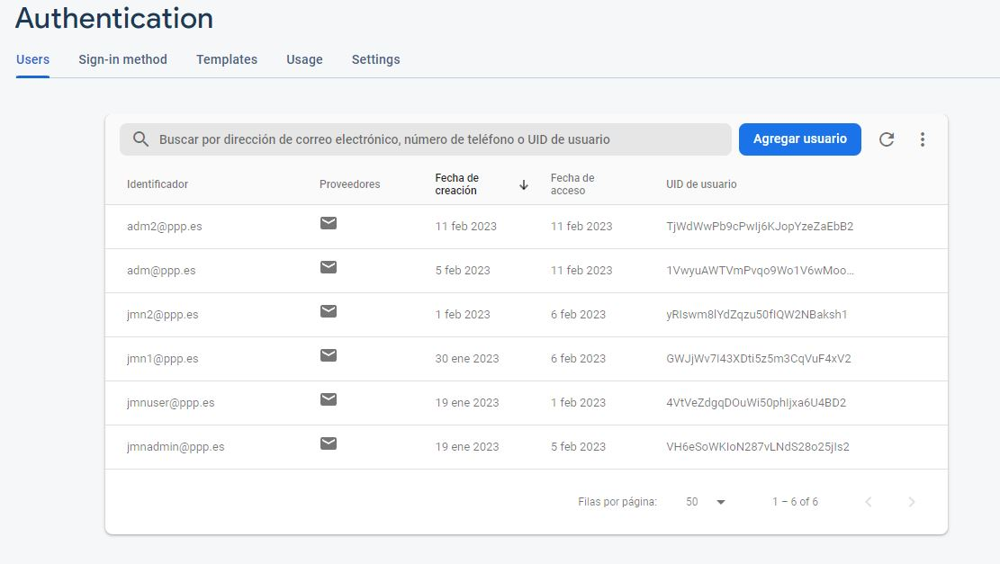 Authentication
Users Sign-in method Templates Usage Settings
Buscar por dirección de correo electrónico, número de teléfono o UID de usuario Agregar usuario
Identificador Proveedores Fecha de creación Fecha de acceso UID de usuario
adm2@ppp.es 11 feb 2023 11 feb 2023 TjWdWwPb9cPwIj6KJopYzeZaEbB2
adm@ppp.es 5 feb 2023 11 feb 2023 1VwyuAWTVmPvqo9Wo1V6wMoo...
jmn2@ppp.es 1 feb 2023 6 feb 2023 yRIswm8lYdZqzu50fIQW2NBaksh1
jmn1@ppp.es 30 ene 2023 6 feb 2023 GWJjWv7I43XDti5z5m3CqVuF4xV2
jmnuser@ppp.es 19 ene 2023 1 feb 2023 4VtVeZdgqDOuWi50phIjxa6U4BD2
jmnadmin@ppp.es 19 ene 2023 5 feb 2023 VH6eSoWKIoN287vLNdS28o25jIs2
Filas por página: 50 1 – 6 of 6